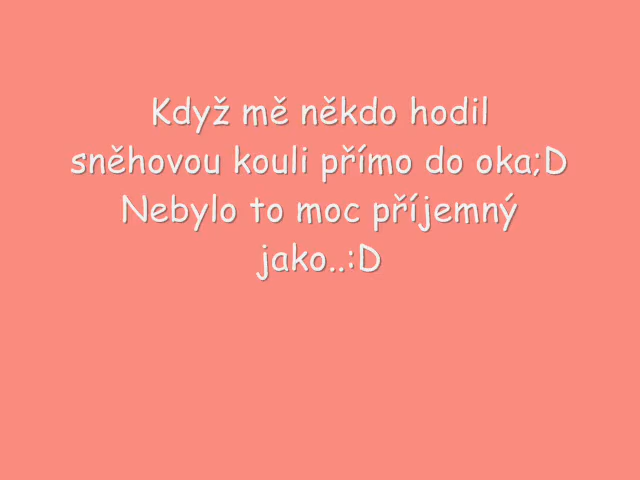 Když mě někdo hodil
sněhovou kouli přímo do oka;D
Nebylo to moc příjemný
jako..:D